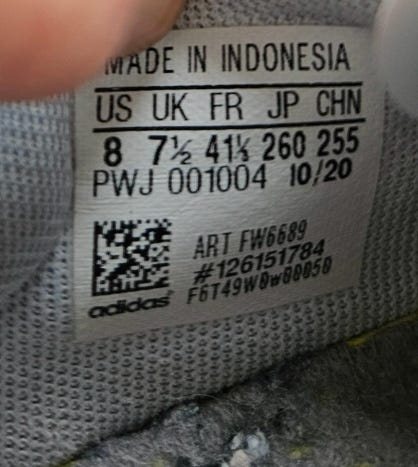 MADE IN INDONESIA
US UK FR JP CHN
8 7½ 41⅓ 260 255
PWJ 001004 10/20
ART FW6689
#126151784
F6T49W0w00050
adidas